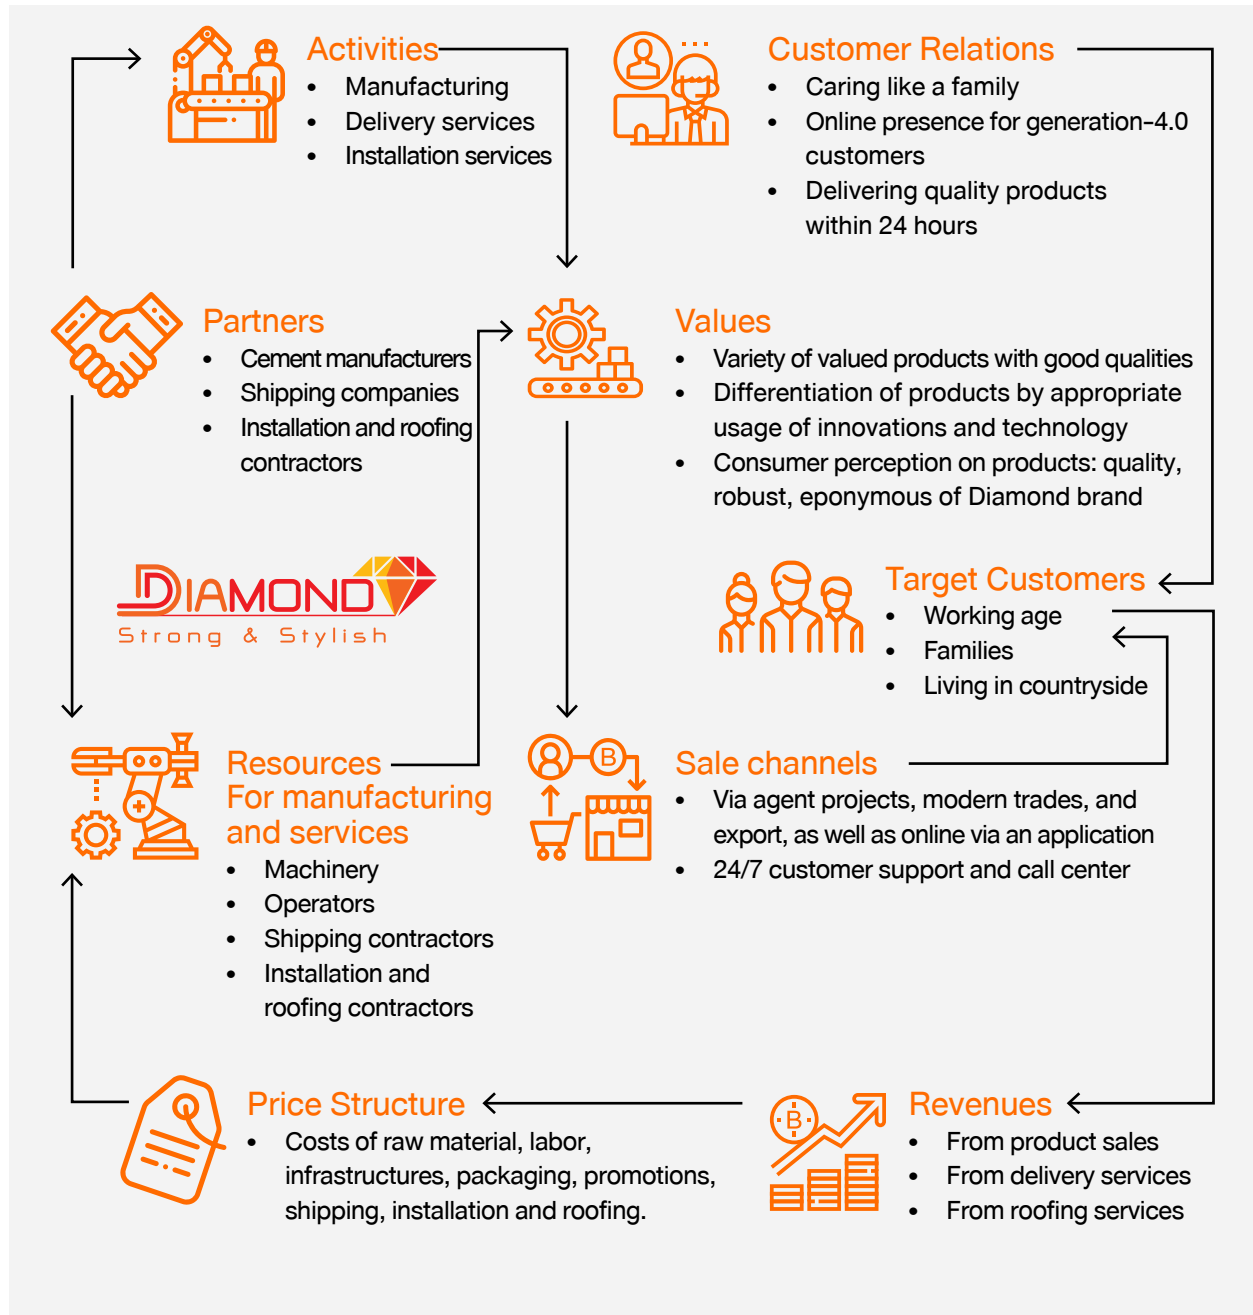 Activities
• Manufacturing
• Delivery services
• Installation services
Customer Relations
• Caring like a family
• Online presence for generation-4.0
customers
• Delivering quality products
within 24 hours
Partners
• Cement manufacturers
• Shipping companies
• Installation and roofing
contractors
Values
• Variety of valued products with good qualities
• Differentiation of products by appropriate
usage of innovations and technology
• Consumer perception on products: quality,
robust, eponymous of Diamond brand
DIAMOND
Strong & Stylish
Target Customers
• Working age
• Families
• Living in countryside
Resources
For manufacturing
and services
• Machinery
• Operators
• Shipping contractors
• Installation and
roofing contractors
B
Sale channels
• Via agent projects, modern trades, and
export, as well as online via an application
• 24/7 customer support and call center
Price Structure
• Costs of raw material, labor,
infrastructures, packaging, promotions,
shipping, installation and roofing.
B
Revenues
• From product sales
• From delivery services
• From roofing services